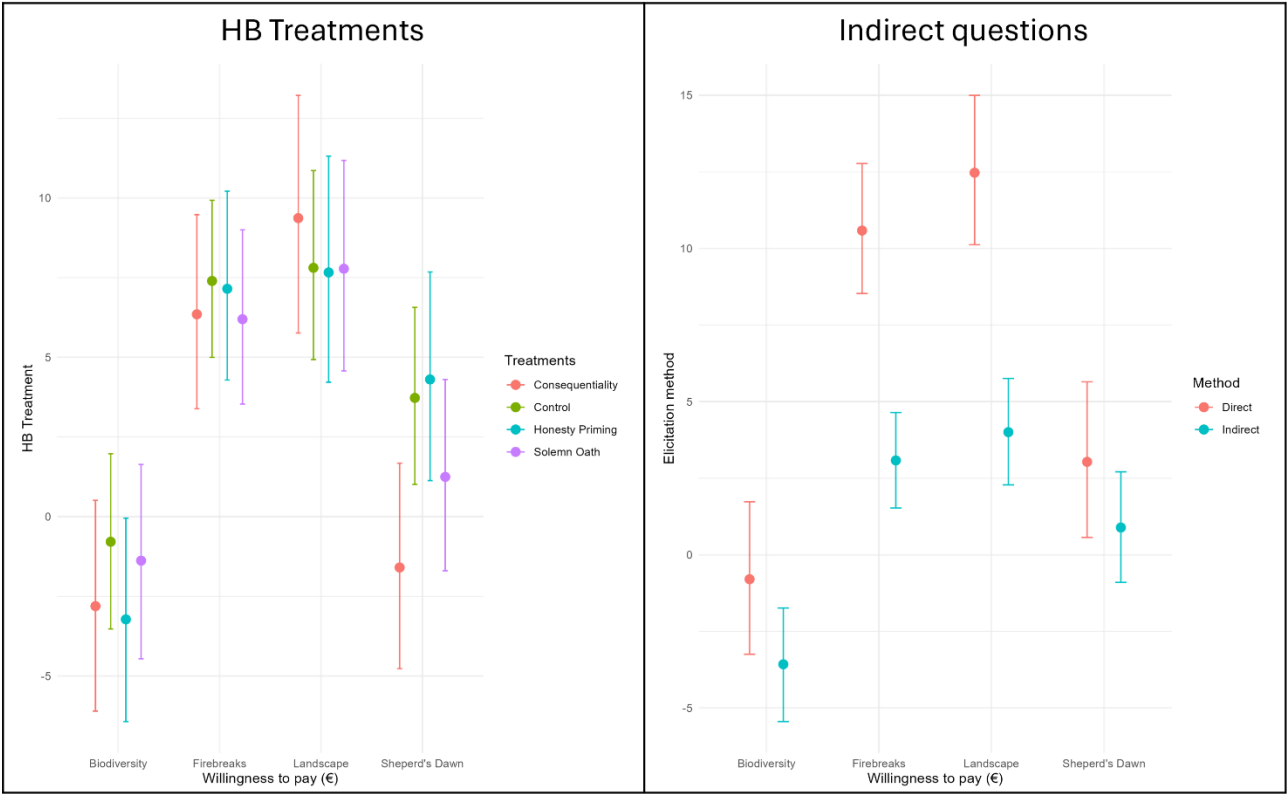 HB Treatments
HB Treatment
10
5
0
-5
Biodiversity
Firebreaks
Landscape
Sheperd's Dawn
Willingness to pay (€)
Treatments
Consequentiality
Control
Honesty Priming
Solemn Oath
Indirect questions
Elicitation method
15
10
5
0
-5
Biodiversity
Firebreaks
Landscape
Sheperd's Dawn
Willingness to pay (€)
Method
Direct
Indirect